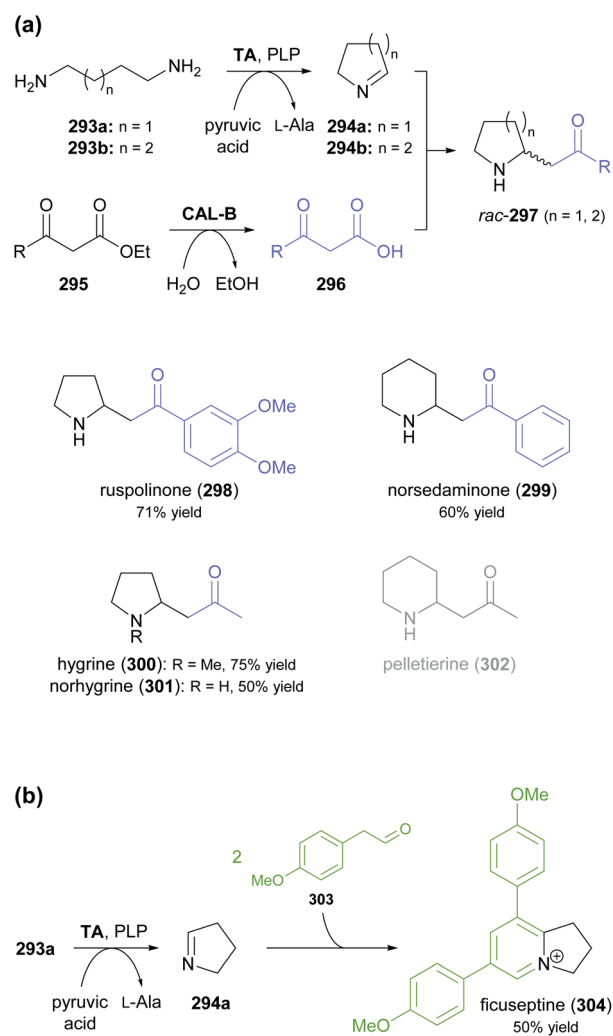 (a)
H₂N
NH₂
n
TA, PLP
n
N
293a: n = 1
293b: n = 2
pyruvic
acid
L-Ala
294a: n = 1
294b: n = 2
n
O
N
H
R
rac-297 (n = 1, 2)
O O
R OEt
295
CAL-B
H₂O EtOH
O O
R OH
296
O
N
H
OMe
OMe
ruspolinone (298)
71% yield
O
N
H
norsedaminone (299)
60% yield
O
N
R
hygrine (300): R = Me, 75% yield
norhygrine (301): R = H, 50% yield
O
N
H
pelletierine (302)
(b)
293a
TA, PLP
pyruvic
acid
L-Ala
N
294a
2
O
MeO
303
OMe
N
+
MeO
ficuseptine (304)
50% yield